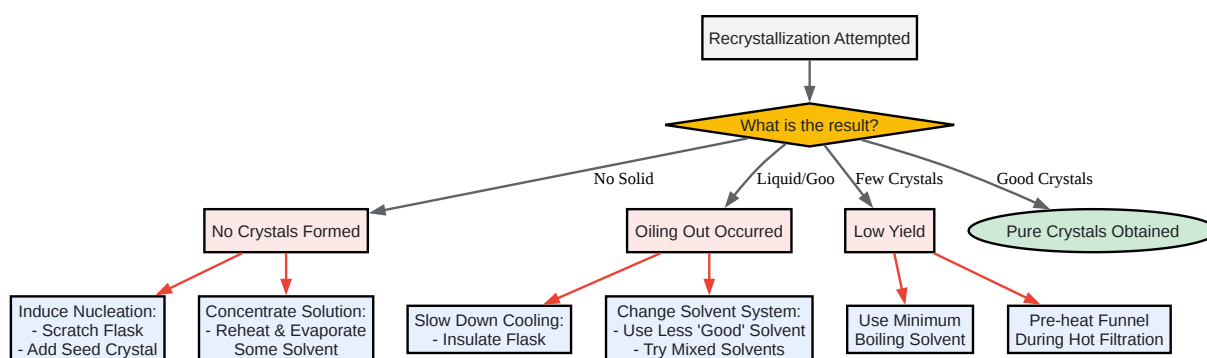 Recrystallization Attempted
What is the result?
No Solid
Liquid/Goo
Few Crystals
Good Crystals
No Crystals Formed
Oiling Out Occurred
Low Yield
Pure Crystals Obtained
Induce Nucleation:
- Scratch Flask
- Add Seed Crystal
Concentrate Solution:
- Reheat & Evaporate
Some Solvent
Slow Down Cooling:
- Insulate Flask
Change Solvent System:
- Use Less 'Good' Solvent
- Try Mixed Solvents
Use Minimum
Boiling Solvent
Pre-heat Funnel
During Hot Filtration